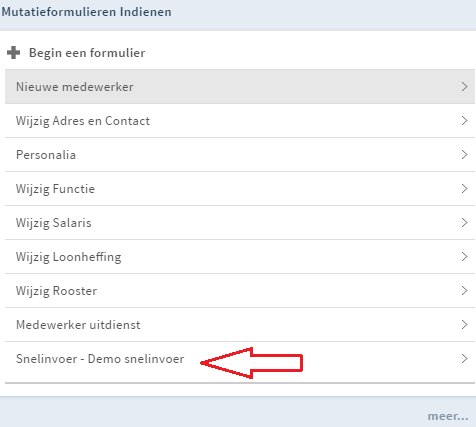 Mutatieformulieren Indienen
Begin een formulier
Nieuwe medewerker
Wijzig Adres en Contact
Personalia
Wijzig Functie
Wijzig Salaris
Wijzig Loonheffing
Wijzig Rooster
Medewerker uitdienst
Snelinvoer - Demo snelinvoer
meer...